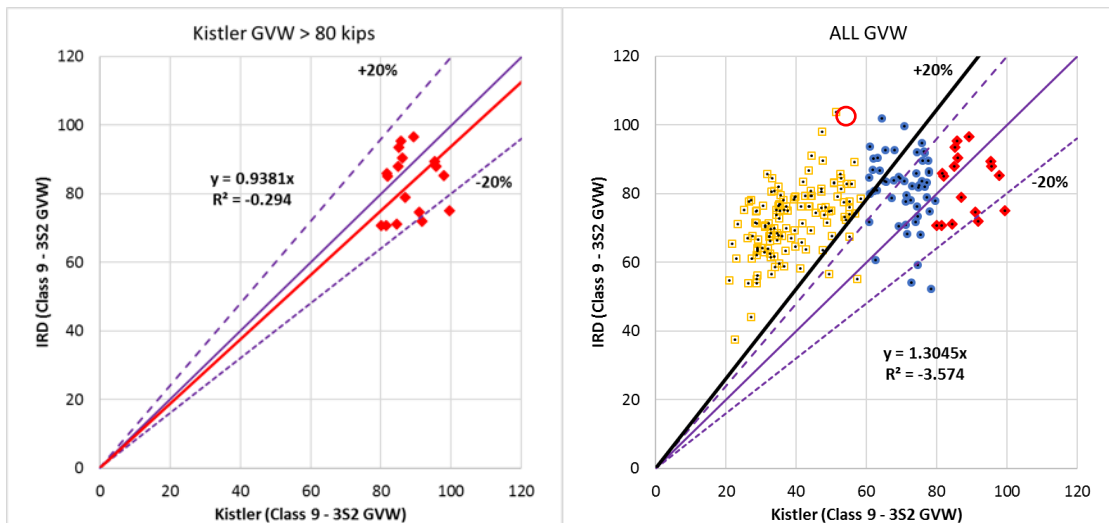 Kistler GVW > 80 kips
120
100
80
60
40
20
0
0 20 40 60 80 100 120
IRD (Class 9 - 3S2 GVW)
Kistler (Class 9 - 3S2 GVW)
+20%
-20%
y = 0.9381x
R² = -0.294
ALL GVW
120
100
80
60
40
20
0
0 20 40 60 80 100 120
IRD (Class 9 - 3S2 GVW)
Kistler (Class 9 - 3S2 GVW)
+20%
-20%
y = 1.3045x
R² = -3.574